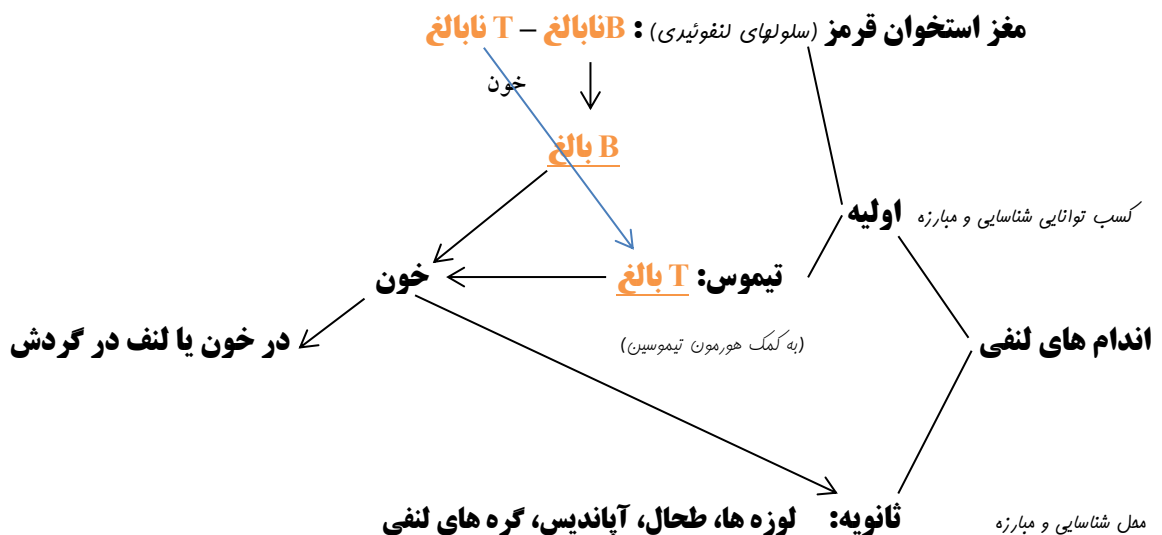 مغز استخوان قرمز (سلولهای لنفوئیدی) : Bنابالغ – T نابالغ
خون
B بالغ
اولیه کسب توانایی شناسایی و مبارزه
تیموس: T بالغ
خون
(به کمک هورمون تیموسین)
اندام های لنفی
در خون یا لنف در گردش
ثانویه: لوزه ها، طحال، آپاندیس، گره های لنفی
محل شناسایی و مبارزه